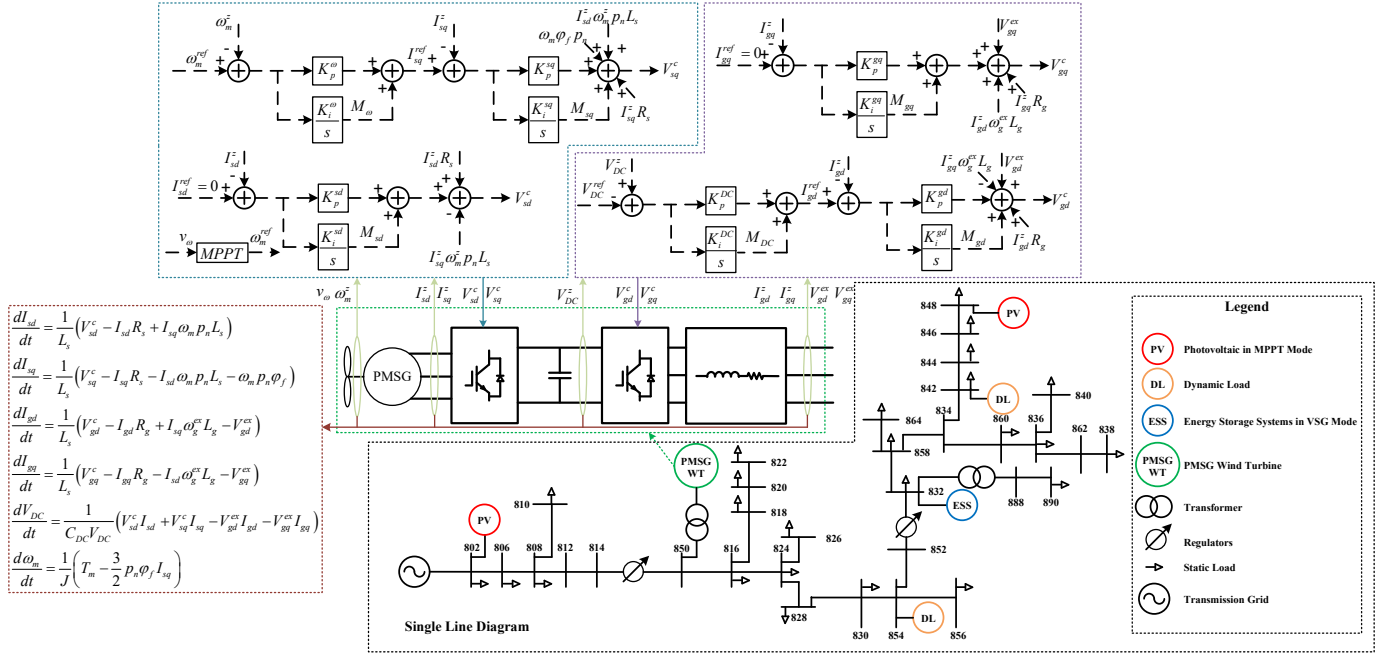 ω_m^z
I_sq^z
I_sd^z ω_m^z p_n L_s
ω_m φ_f p_n
ω_m^ref
-
+
K_p^ω
K_i^ω
s
M_ω
I_sq^ref
K_p^sq
K_i^sq
s
M_sq
V_sq^c
I_sq^z R_s
I_sd^z
I_sd^ref = 0
K_p^sd
K_i^sd
s
M_sd
I_sd^z R_s
V_sd^c
I_sq^z ω_m^z p_n L_s
v_ω
MPPT
ω_m^ref
I_gq^z
V_gq^ex
I_gq^ref = 0
K_p^gq
K_i^gq
s
M_gq
V_gq^c
I_gq^z R_g
I_gd^z ω_g^ex L_g
V_DC^z
V_DC^ref
K_p^DC
K_i^DC
s
M_DC
I_gd^ref
I_gd^z
K_p^gd
K_i^gd
s
M_gd
I_gq^z ω_g^ex L_g
V_gd^ex
V_gd^c
I_gd^z R_g
v_ω ω_m^z
I_sd^z I_sq^z
V_sd^c V_sq^c
V_DC^z
V_gd^c V_gq^c
I_gd^z I_gq^z V_gd^ex V_gq^ex
PMSG
dI_sd/dt = 1/L_s (V_sd^c − I_sd R_s + I_sq ω_m p_n L_s)
dI_sq/dt = 1/L_s (V_sq^c − I_sq R_s − I_sd ω_m p_n L_s − ω_m p_n φ_f)
dI_gd/dt = 1/L_s (V_gd^c − I_gd R_g + I_sq ω_g^ex L_g − V_gd^ex)
dI_gq/dt = 1/L_s (V_gq^c − I_gq R_g − I_sd ω_g^ex L_g − V_gq^ex)
dV_DC/dt = 1/(C_DC V_DC) (V_sd^c I_sd + V_sq^c I_sq − V_gd^ex I_gd − V_gq^ex I_gq)
dω_m/dt = 1/J (T_m − 3/2 p_n φ_f I_sq)
848
PV
846
844
842
DL
840
864
834
860
836
862
838
858
832
ESS
888
890
852
PMSG
WT
822
820
818
810
PV
802
806
808
812
814
850
816
824
826
828
830
854
DL
856
Single Line Diagram
Legend
PV
Photovoltaic in MPPT Mode
DL
Dynamic Load
ESS
Energy Storage Systems in VSG Mode
PMSG
WT
PMSG Wind Turbine
Transformer
Regulators
Static Load
Transmission Grid